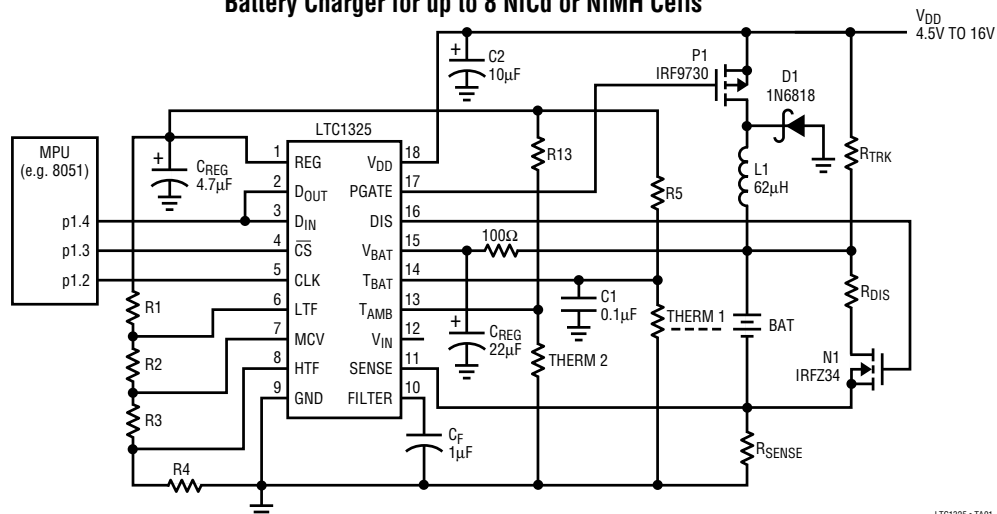 Battery Charger for up to 8 NiCd or NiMH Cells
VDD
4.5V TO 16V
P1
IRF9730
D1
1N6818
+
C2
10µF
LTC1325
MPU
(e.g. 8051)
p1.4
p1.3
p1.2
+
CREG
4.7µF
1 REG
2 DOUT
3 DIN
4 CS
5 CLK
6 LTF
7 MCV
8 HTF
9 GND
VDD 18
PGATE 17
DIS 16
VBAT 15
TBAT 14
TAMB 13
VIN 12
SENSE 11
FILTER 10
R13
R5
L1
62µH
RTRK
100Ω
C1
0.1µF
+
CREG
22µF
THERM 1
THERM 2
BAT
RDIS
N1
IRFZ34
R1
R2
R3
R4
CF
1µF
RSENSE